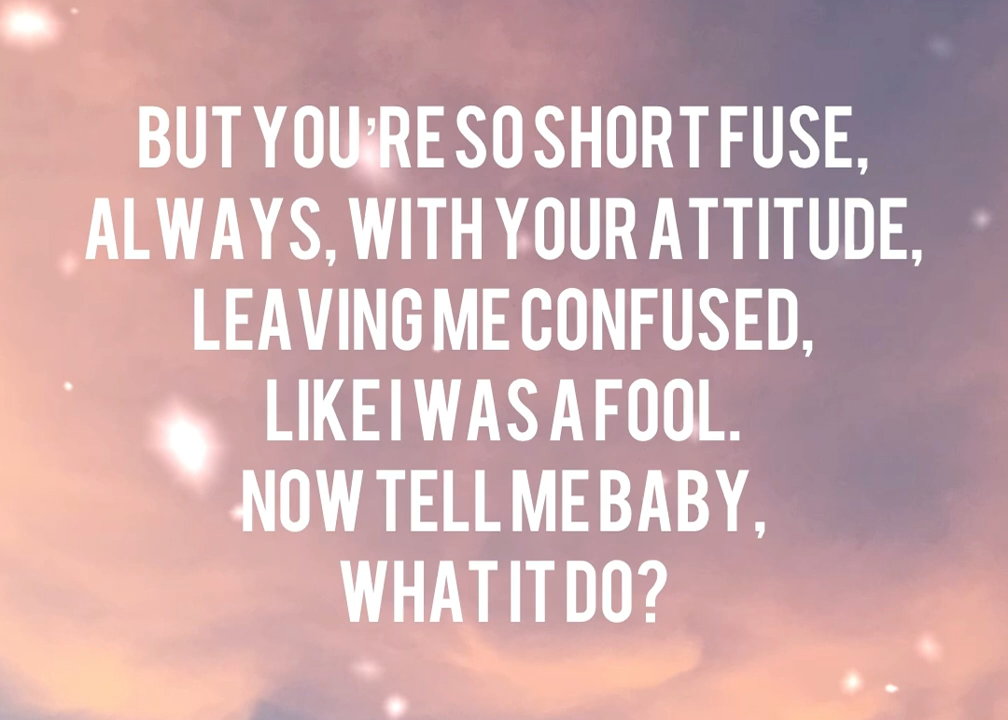 BUT YOU'RE SO SHORT FUSE,
ALWAYS, WITH YOUR ATTITUDE,
LEAVING ME CONFUSED,
LIKE I WAS A FOOL.
NOW TELL ME BABY,
WHAT IT DO?